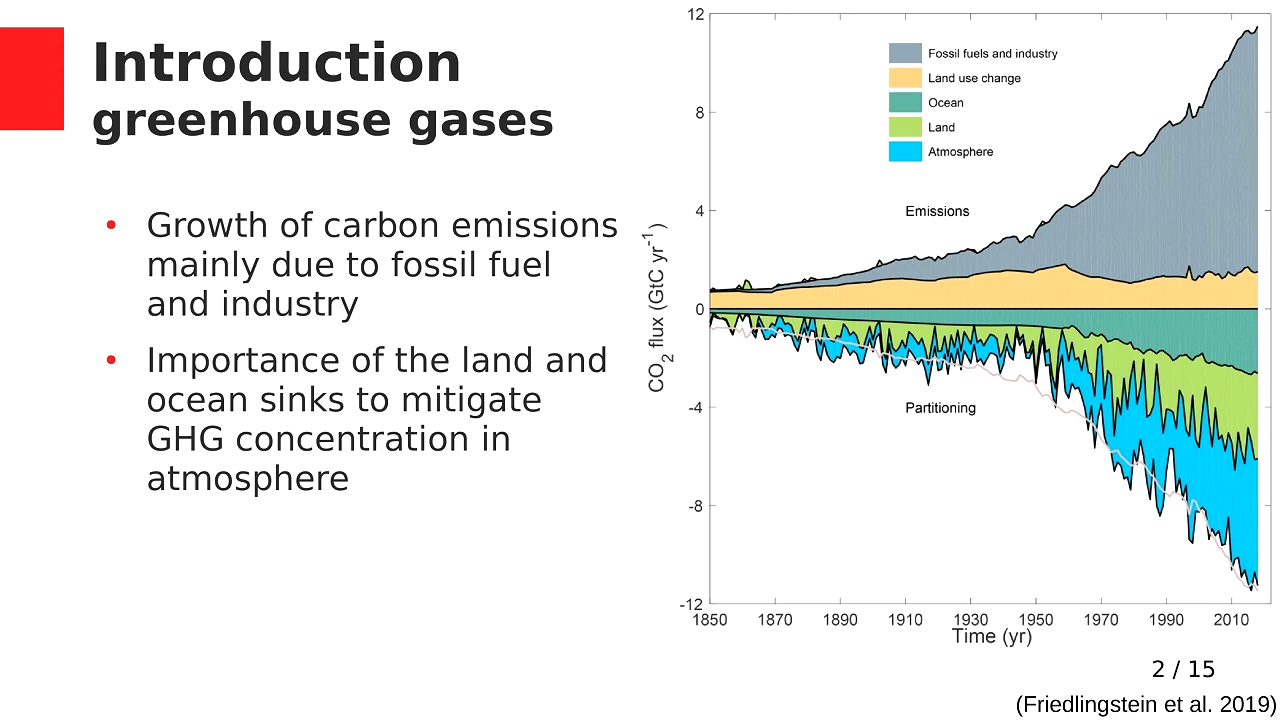 Introduction
greenhouse gases
• Growth of carbon emissions
mainly due to fossil fuel
and industry
• Importance of the land and
ocean sinks to mitigate
GHG concentration in
atmosphere
12
8
4
0
-4
-8
-12
CO2 flux (GtC yr-1)
Fossil fuels and industry
Land use change
Ocean
Land
Atmosphere
Emissions
Partitioning
1850 1870 1890 1910 1930 1950 1970 1990 2010
Time (yr)
2 / 15
(Friedlingstein et al. 2019)